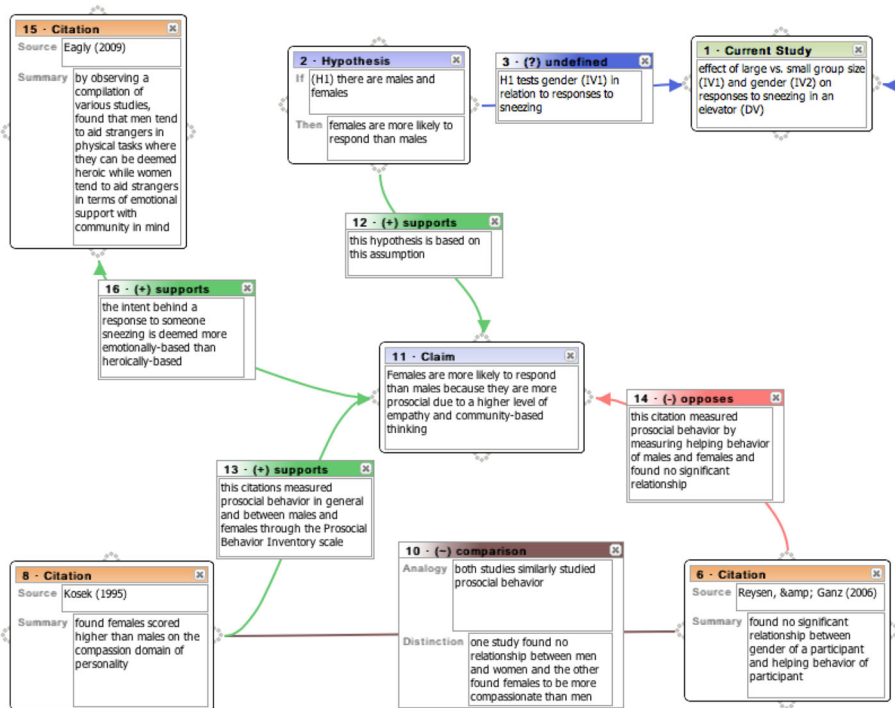 15 - Citation
Source Eagly (2009)
Summary by observing a
compilation of
various studies,
found that men tend
to aid strangers in
physical tasks where
they can be deemed
heroic while women
tend to aid strangers
in terms of emotional
support with
community in mind
2 - Hypothesis
If (H1) there are males and
females
Then females are more likely to
respond than males
3 - (?) undefined
H1 tests gender (IV1) in
relation to responses to
sneezing
1 - Current Study
effect of large vs. small group size
(IV1) and gender (IV2) on
responses to sneezing in an
elevator (DV)
12 - (+) supports
this hypothesis is based on
this assumption
16 - (+) supports
the intent behind a
response to someone
sneezing is deemed more
emotionally-based than
heroically-based
11 - Claim
Females are more likely to respond
than males because they are more
prosocial due to a higher level of
empathy and community-based
thinking
14 - (-) opposes
this citation measured
prosocial behavior by
measuring helping behavior
of males and females and
found no significant
relationship
13 - (+) supports
this citations measured
prosocial behavior in general
and between males and
females through the Prosocial
Behavior Inventory scale
10 - (~) comparison
Analogy both studies similarly studied
prosocial behavior
Distinction one study found no
relationship between men
and women and the other
found females to be more
compassionate than men
8 - Citation
Source Kosek (1995)
Summary found females scored
higher than males on the
compassion domain of
personality
6 - Citation
Source Reysen, &amp; Ganz (2006)
Summary found no significant
relationship between
gender of a participant
and helping behavior of
participant